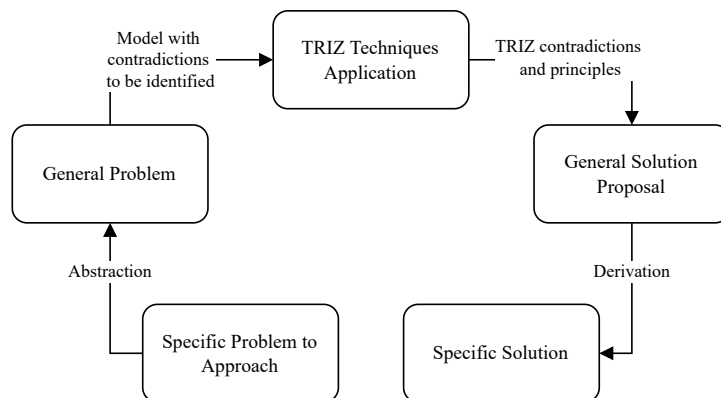 Model with
contradictions
to be identified
TRIZ Techniques
Application
TRIZ contradictions
and principles
General Problem
General Solution
Proposal
Abstraction
Derivation
Specific Problem to
Approach
Specific Solution